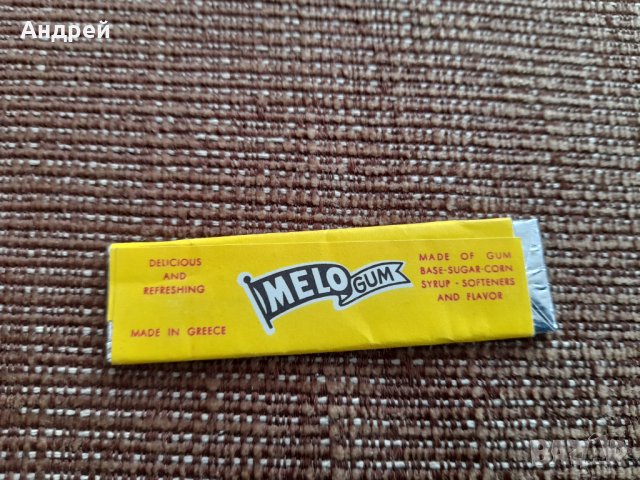 Андрей
DELICIOUS
AND
REFRESHING
MADE IN GREECE
MELO
GUM
MADE OF GUM
BASE-SUGAR-CORN
SYRUP - SOFTENERS
AND FLAVOR